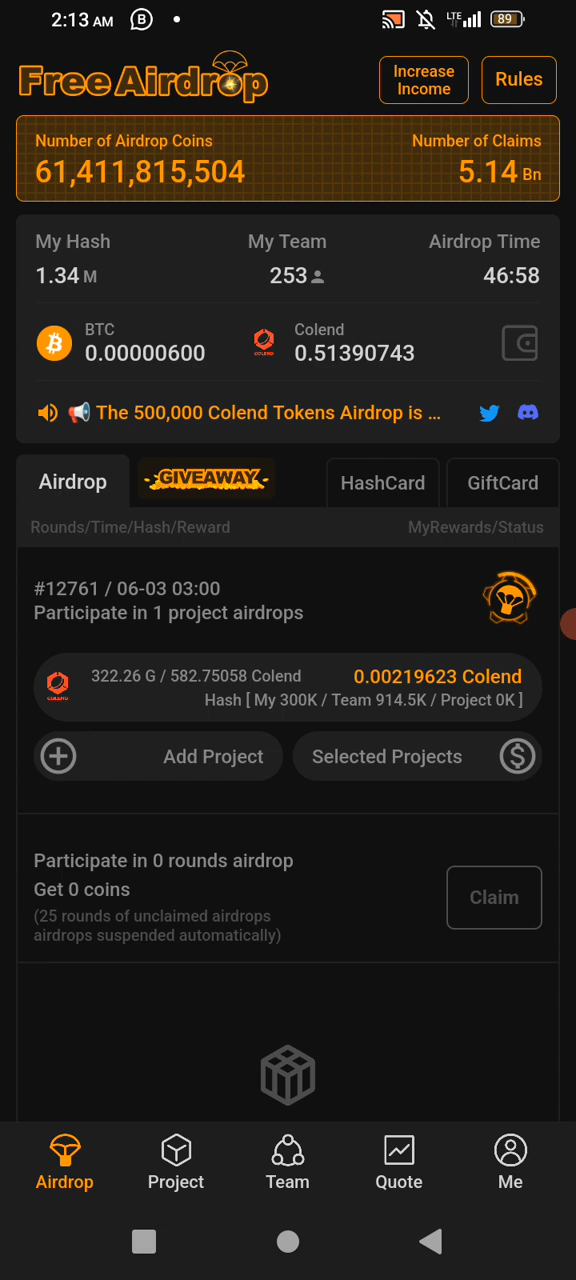 2:13 AM B LTE 89
Free Airdrop
Increase Income
Rules
Number of Airdrop Coins Number of Claims
61,411,815,504 5.14 Bn
My Hash My Team Airdrop Time
1.34 M 253 46:58
BTC Colend
0.00000600 COLEND 0.51390743
The 500,000 Colend Tokens Airdrop is ...
Airdrop GIVEAWAY HashCard GiftCard
Rounds/Time/Hash/Reward MyRewards/Status
#12761 / 06-03 03:00
Participate in 1 project airdrops
322.26 G / 582.75058 Colend 0.00219623 Colend
COLEND Hash [ My 300K / Team 914.5K / Project 0K ]
Add Project Selected Projects
Participate in 0 rounds airdrop
Get 0 coins Claim
(25 rounds of unclaimed airdrops
airdrops suspended automatically)
Airdrop Project Team Quote Me